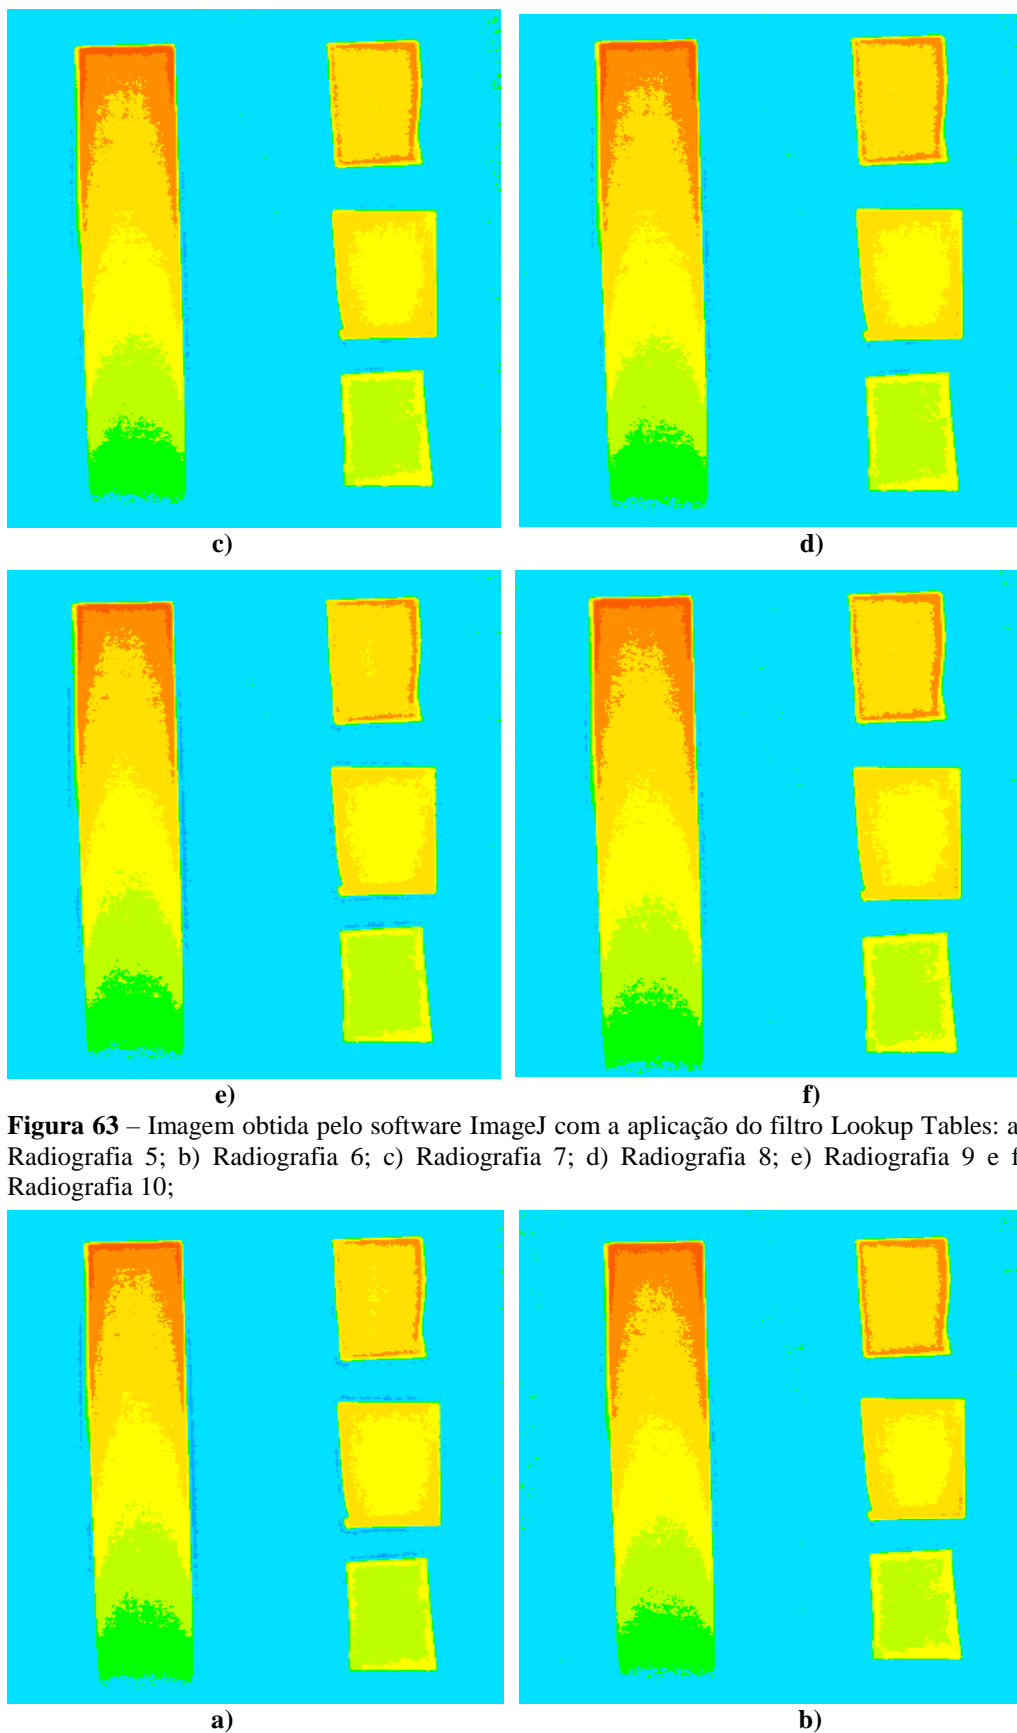 c)
d)
e)
f)
Figura 63 – Imagem obtida pelo software ImageJ com a aplicação do filtro Lookup Tables: a
Radiografia 5; b) Radiografia 6; c) Radiografia 7; d) Radiografia 8; e) Radiografia 9 e f
Radiografia 10;
a)
b)